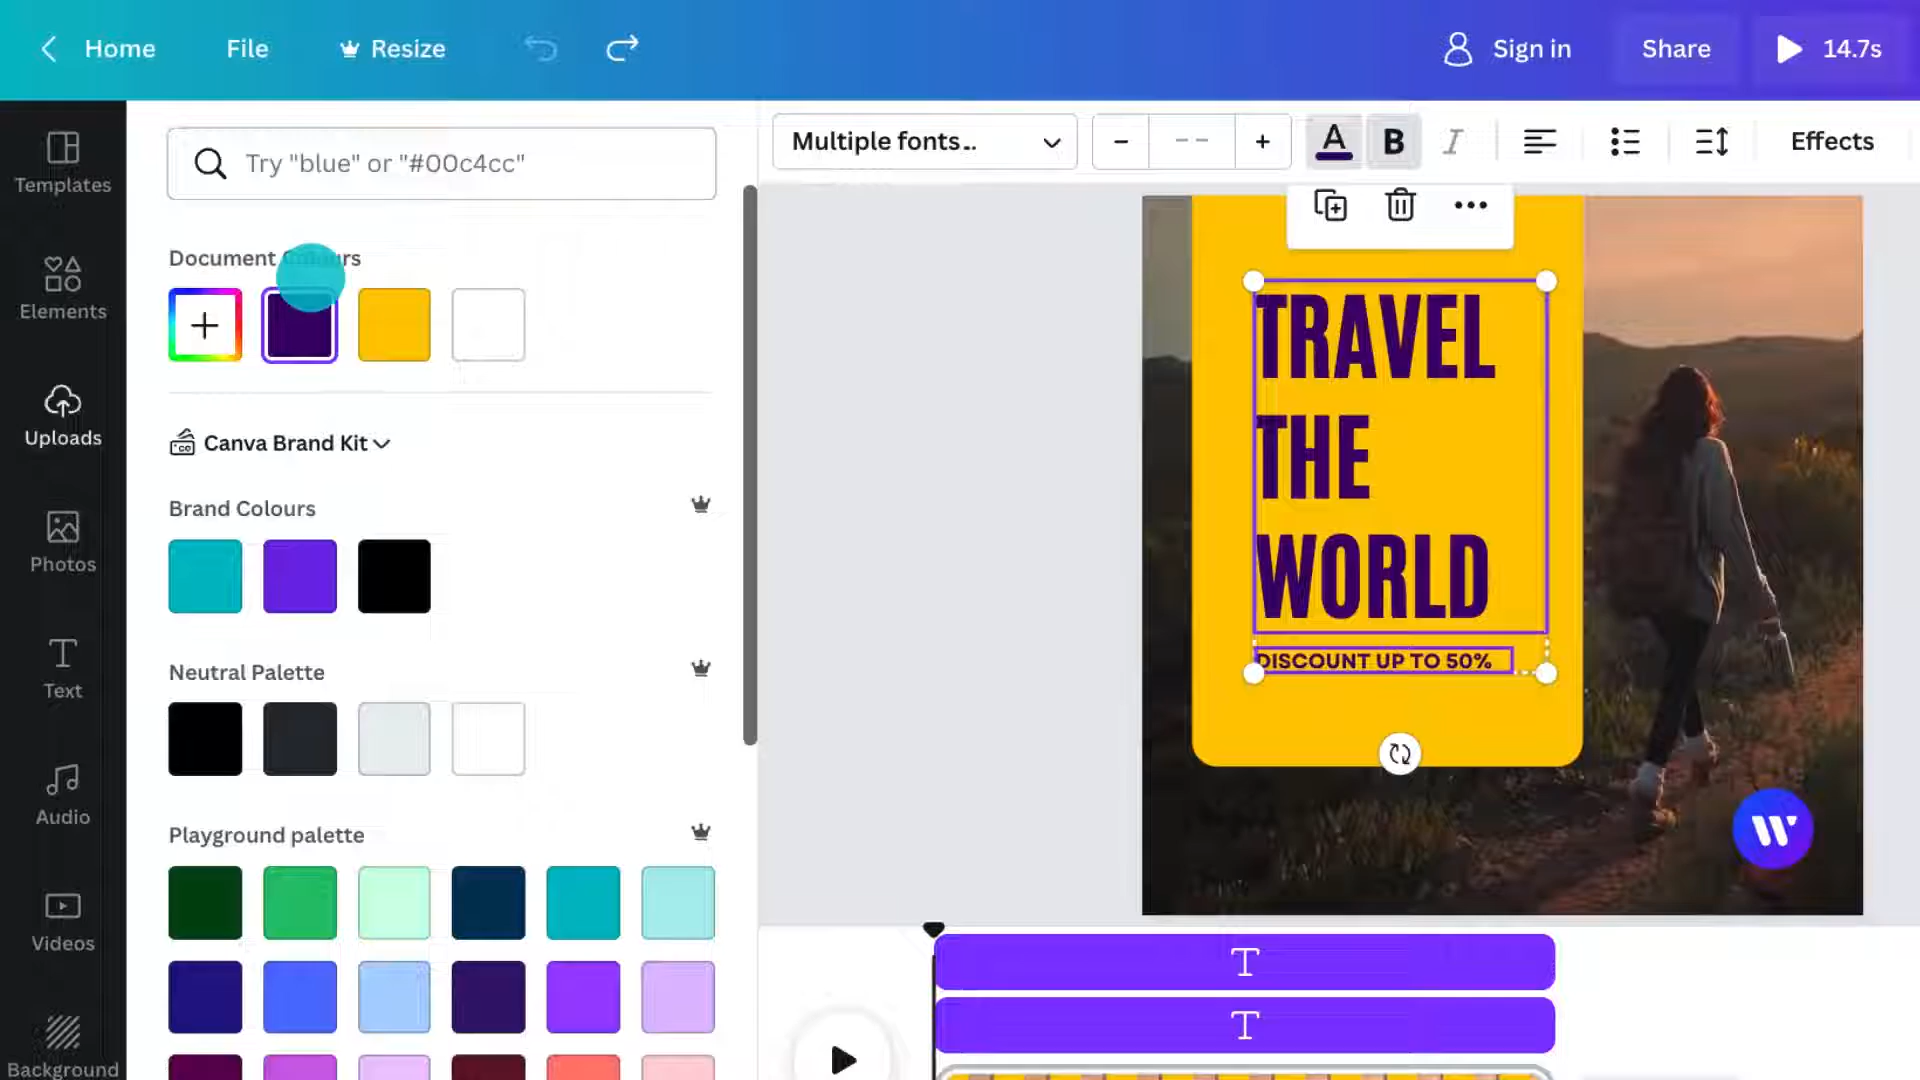 Home
File
Resize
Sign in
Share
14.7s
Templates
Elements
Uploads
Photos
Text
Audio
Videos
Background
Try "blue" or "#00c4cc"
Document Colours
Canva Brand Kit
Brand Colours
Neutral Palette
Playground palette
Multiple fonts...
A
B
I
Effects
TRAVEL
THE
WORLD
DISCOUNT UP TO 50%